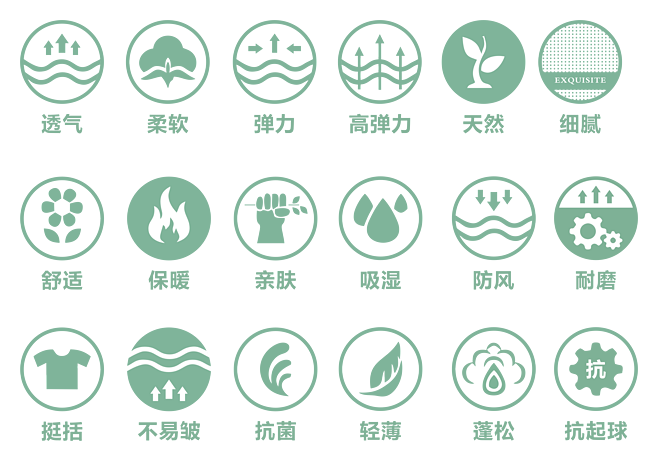 EXQUISITE
透气 柔软 弹力 高弹力 天然 细腻
舒适 保暖 亲肤 吸湿 防风 耐磨
抗
挺括 不易皱 抗菌 轻薄 蓬松 抗起球